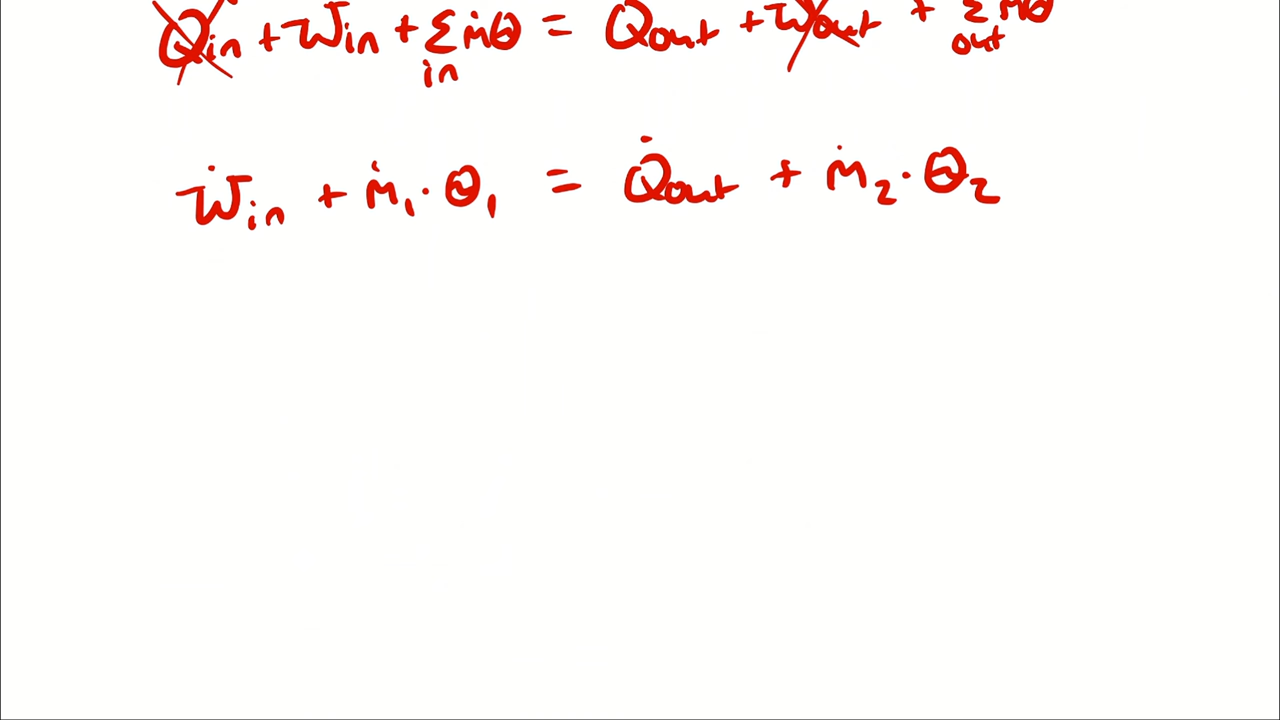 Qin + Win + Σ ṁθ = Qout + Wout + Σ ṁθ
in out
Ẇin + ṁ₁·θ₁ = Q̇out + ṁ₂·θ₂